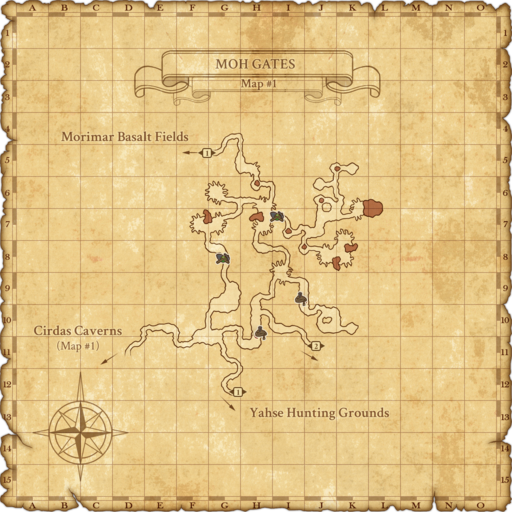 A B C D E F G H I J K L M N O
MOH GATES
Map #1
Morimar Basalt Fields
1
Cirdas Caverns
(Map #1)
2
1
Yahse Hunting Grounds
1
2
3
4
5
6
7
8
9
10
11
12
13
14
15
A B C D E F G H I J K L M N O